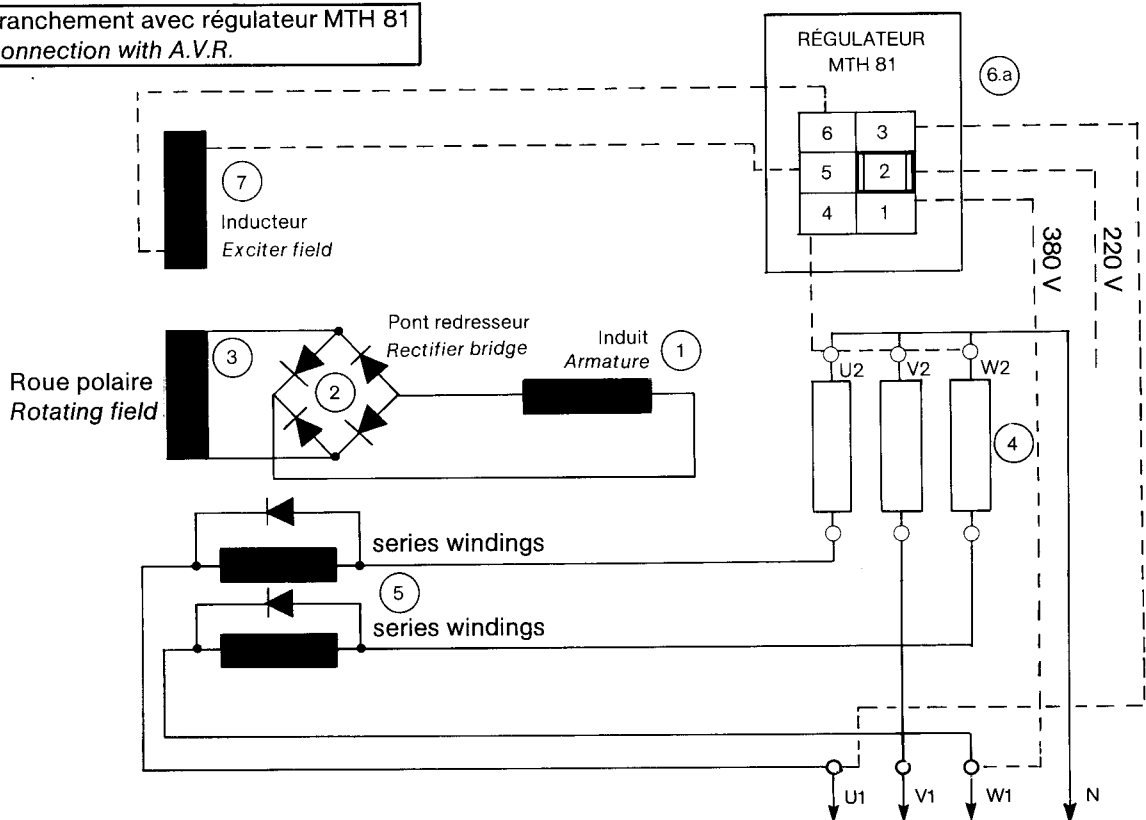 ranchement avec régulateur MTH 81
onnection with A.V.R.
RÉGULATEUR
MTH 81
6.a
6 3
5 2
4 1
7
Inducteur
Exciter field
380 V
220 V
Pont redresseur
Rectifier bridge
Induit
Armature
1
3
2
Roue polaire
Rotating field
U2 V2 W2
4
series windings
5
series windings
U1 V1 W1 N